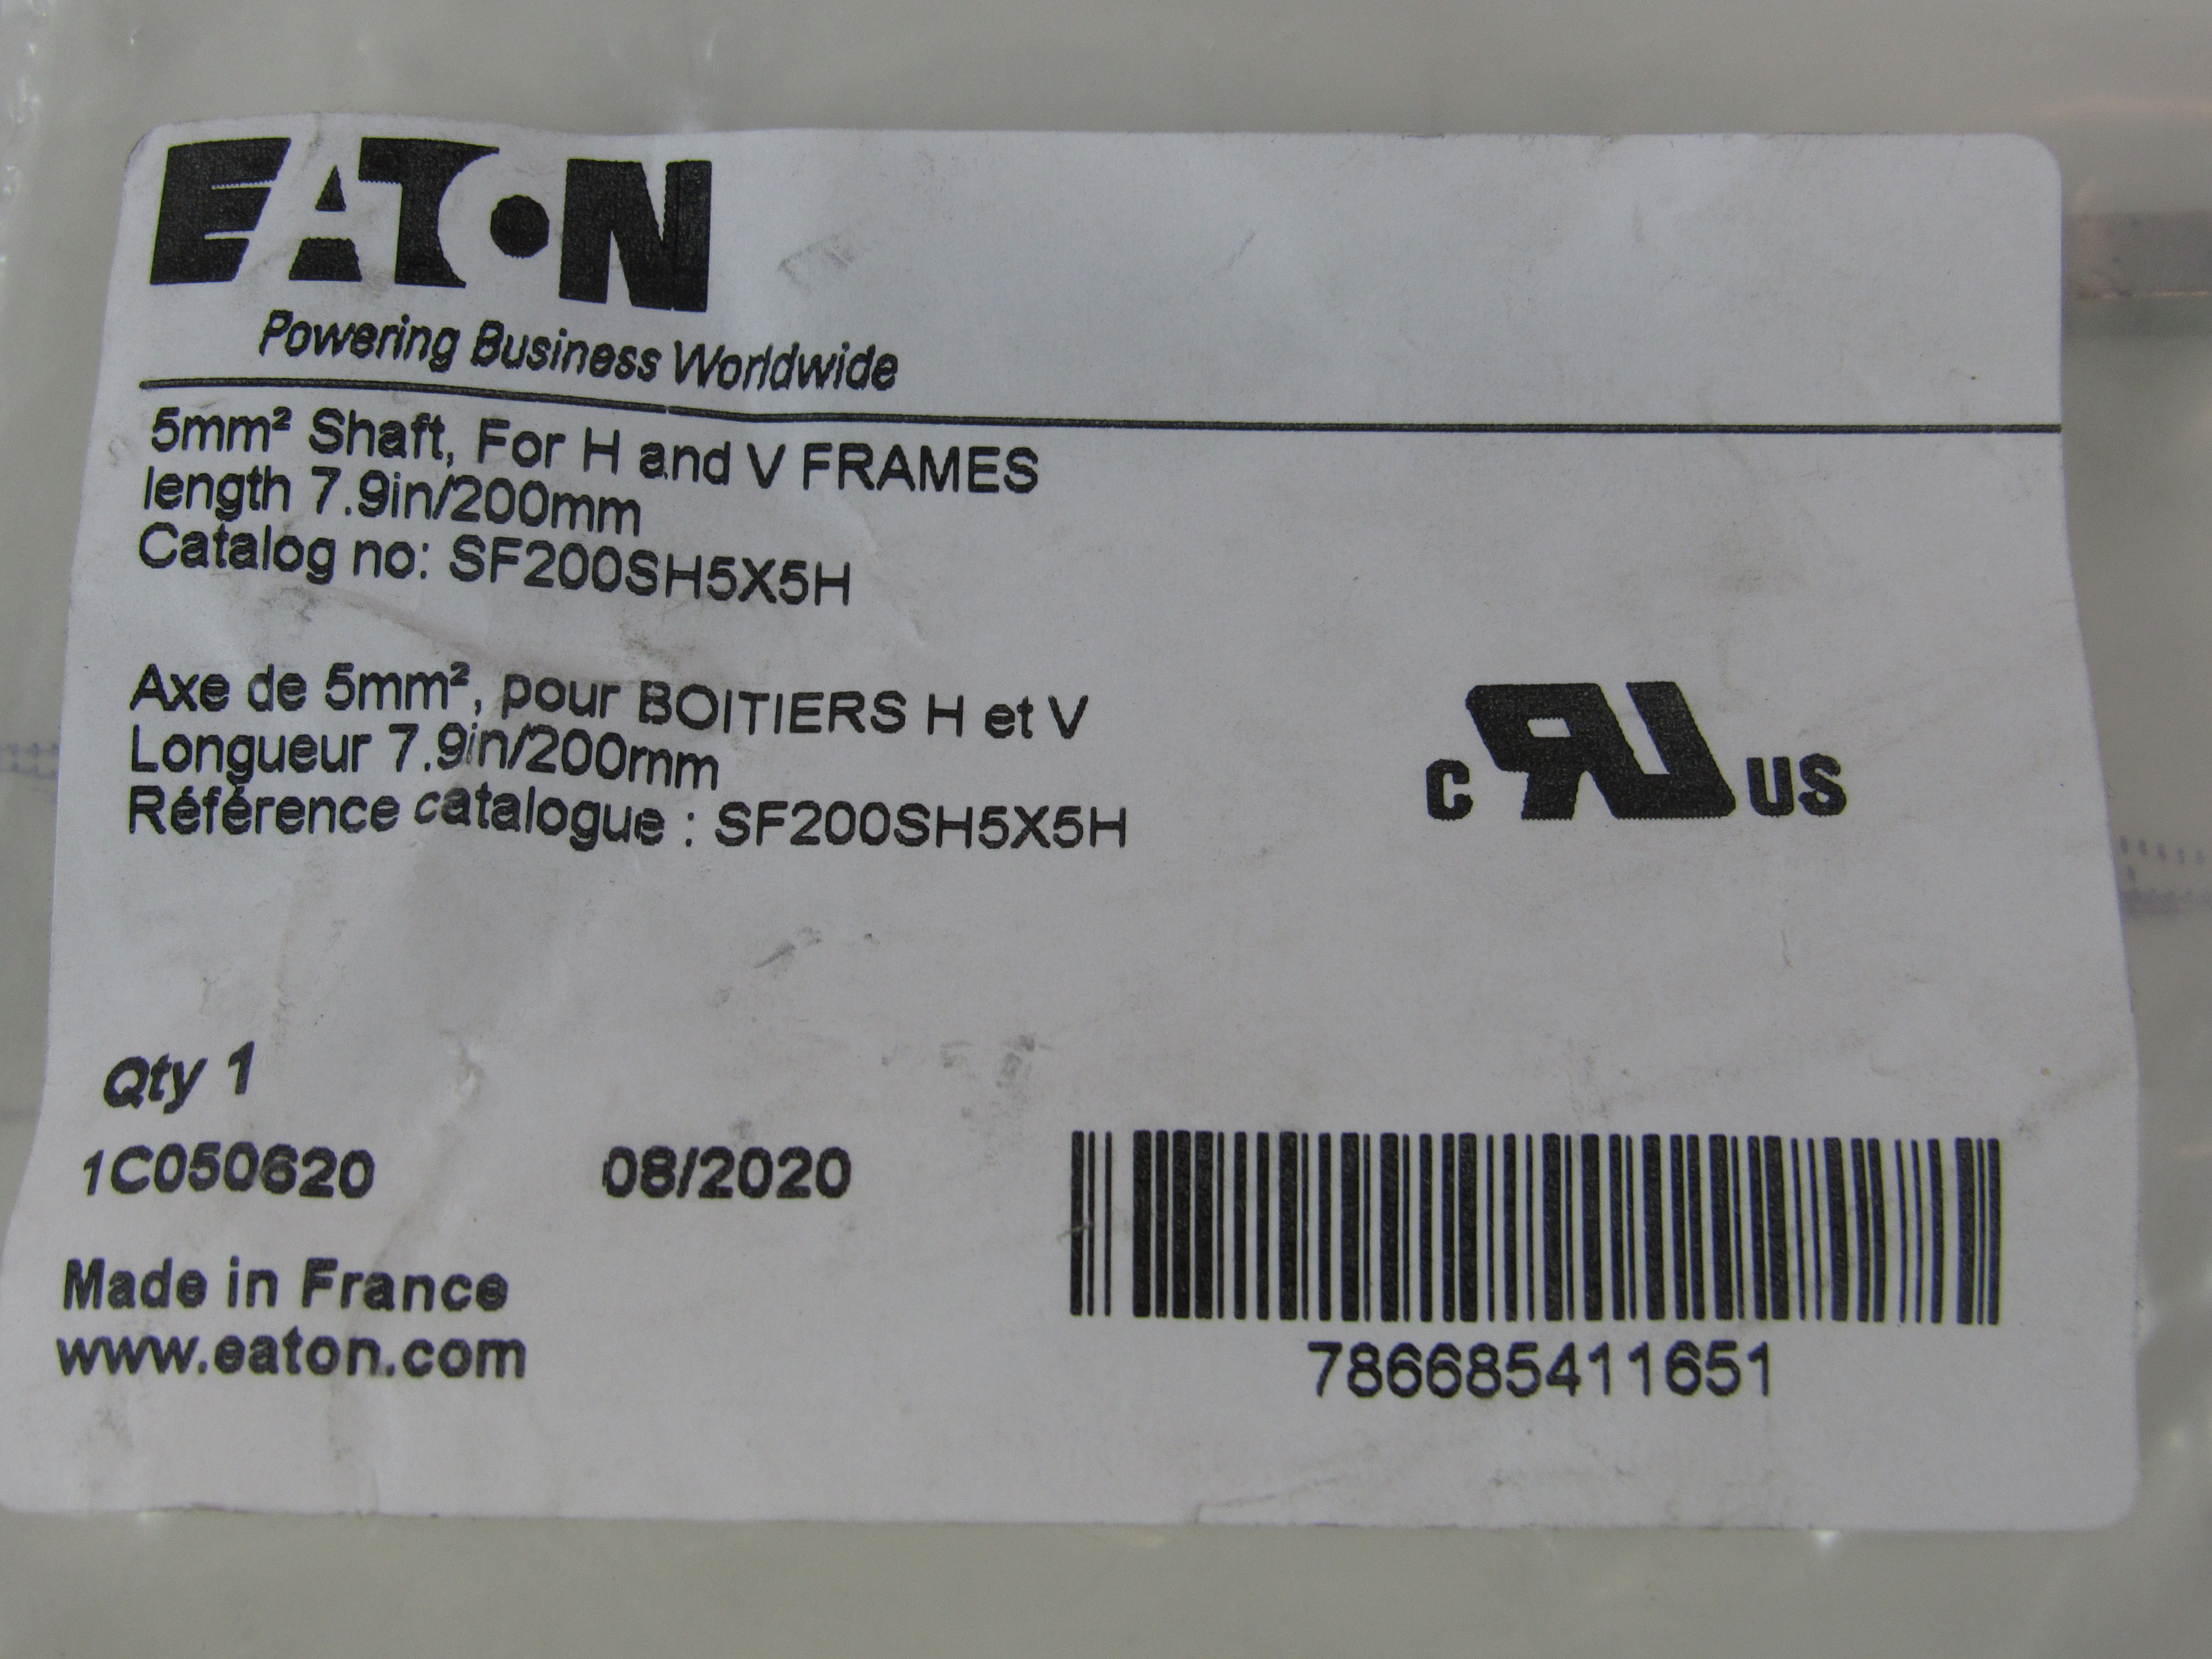 EATON
Powering Business Worldwide
5mm² Shaft, For H and V FRAMES
length 7.9in/200mm
Catalog no: SF200SH5X5H
Axe de 5mm², pour BOITIERS H et V
Longueur 7.9in/200mm
Référence catalogue : SF200SH5X5H
c RU US
Qty 1
1C050620 08/2020
Made in France
www.eaton.com
786685411651